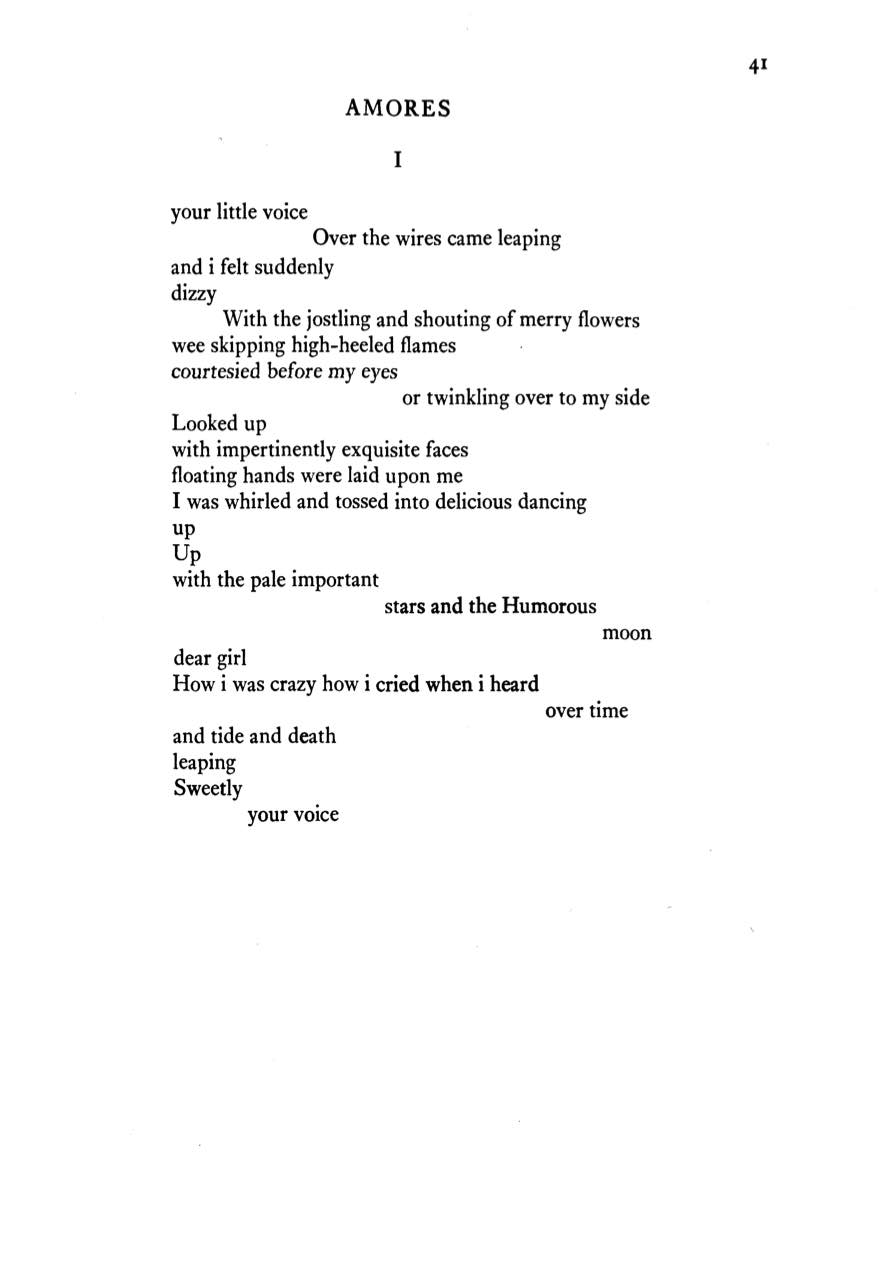 41
AMORES
I
your little voice
Over the wires came leaping
and i felt suddenly
dizzy
With the jostling and shouting of merry flowers
wee skipping high-heeled flames
courtesied before my eyes
or twinkling over to my side
Looked up
with impertinently exquisite faces
floating hands were laid upon me
I was whirled and tossed into delicious dancing
up
Up
with the pale important
stars and the Humorous
moon
dear girl
How i was crazy how i cried when i heard
over time
and tide and death
leaping
Sweetly
your voice